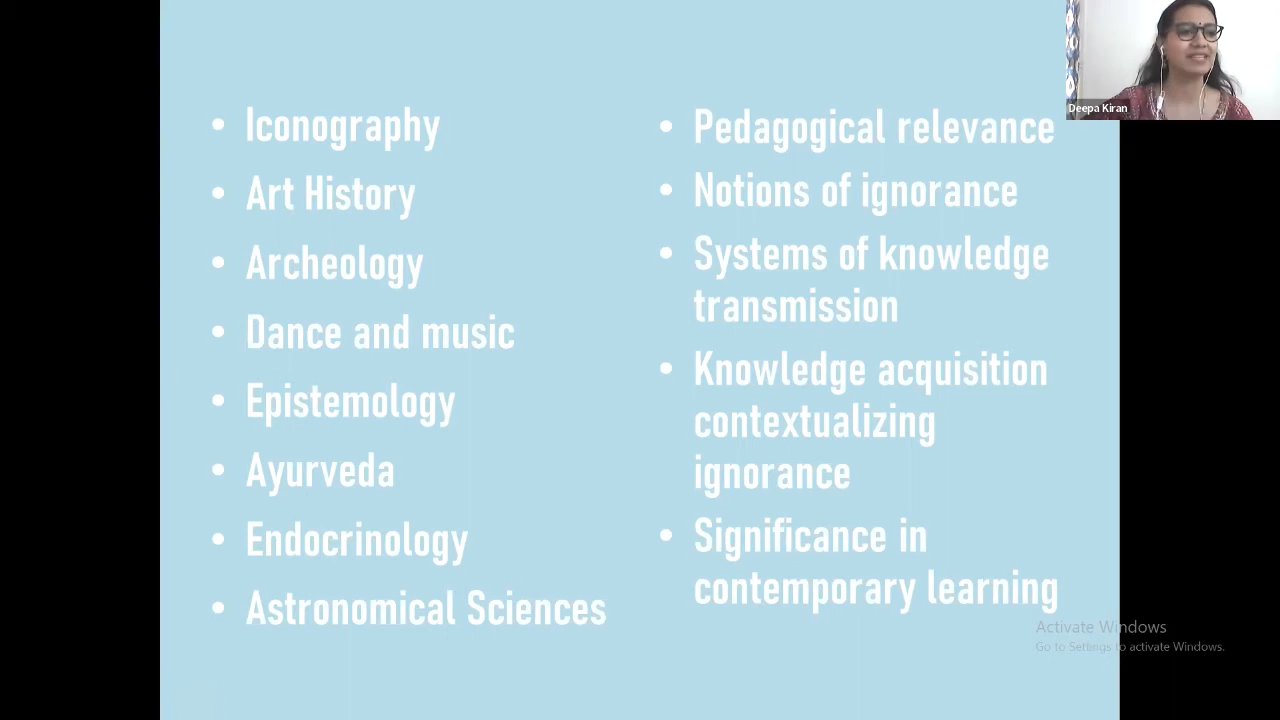 • Iconography
• Art History
• Archeology
• Dance and music
• Epistemology
• Ayurveda
• Endocrinology
• Astronomical Sciences
• Pedagogical relevance
• Notions of ignorance
• Systems of knowledge
transmission
• Knowledge acquisition
contextualizing
ignorance
• Significance in
contemporary learning
Deepa Kiran
Activate Windows
Go to Settings to activate Windows.